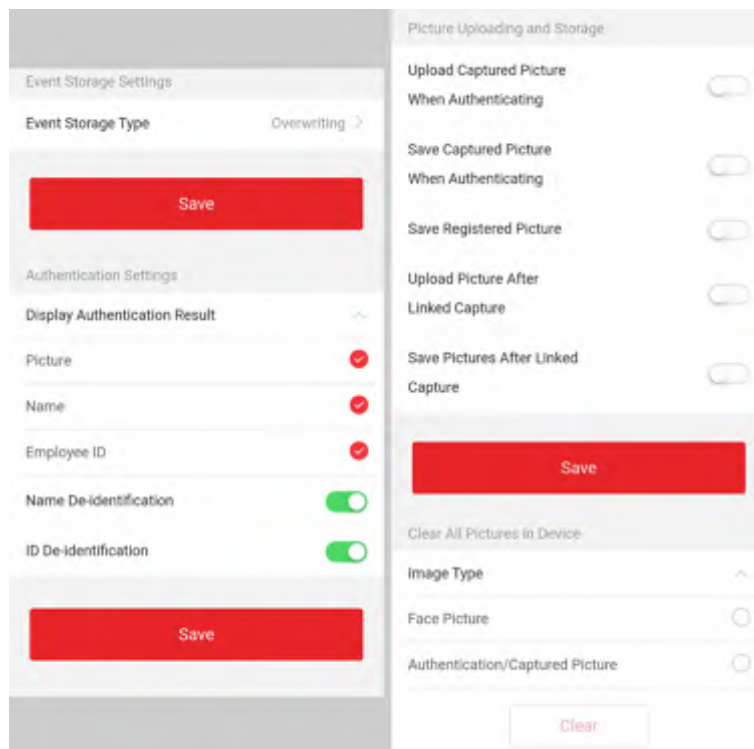 Event Storage Settings
Event Storage Type
Overwriting
Save
Authentication Settings
Display Authentication Result
Picture
Name
Employee ID
Name De-identification
ID De-identification
Save
Picture Uploading and Storage
Upload Captured Picture
When Authenticating
Save Captured Picture
When Authenticating
Save Registered Picture
Upload Picture After
Linked Capture
Save Pictures After Linked
Capture
Save
Clear All Pictures in Device
Image Type
Face Picture
Authentication/Captured Picture
Clear